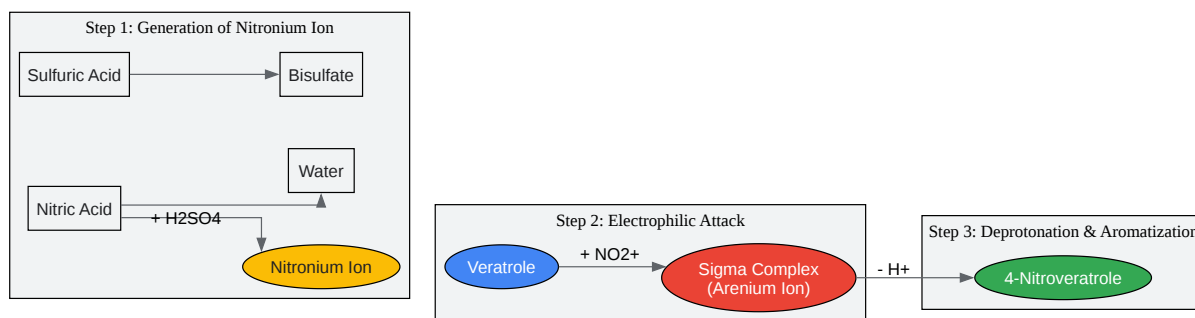 Step 1: Generation of Nitronium Ion
Sulfuric Acid
Bisulfate
Water
Nitric Acid
+ H2SO4
Nitronium Ion
Step 2: Electrophilic Attack
Veratrole
+ NO2+
Sigma Complex
(Arenium Ion)
- H+
Step 3: Deprotonation & Aromatization
4-Nitroveratrole